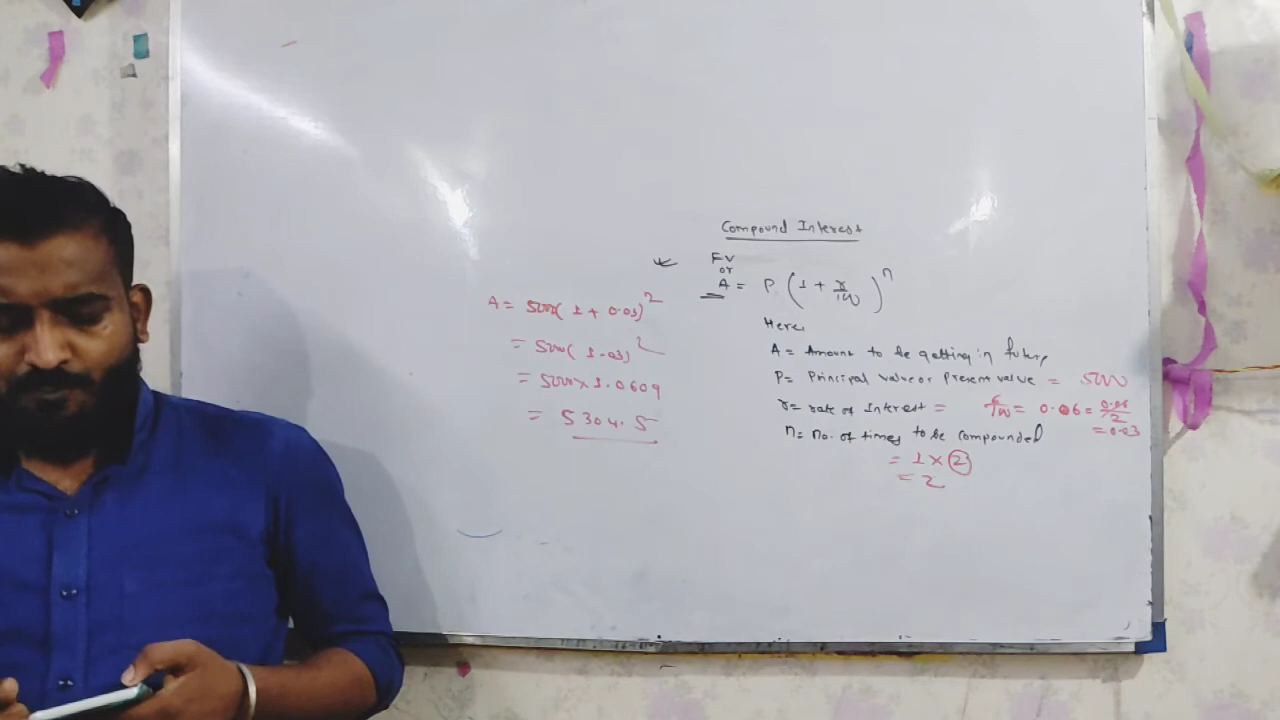 Compound Interest
FV
or
A = P (1 + r/100)^n
Here,
A = Amount to be getting in future
P = Principal value or Present value = 5000
r = rate of Interest = 6/100 = 0.06 = 0.06/2
= 0.03
n = no. of times to be compounded
= 1 × 2
= 2
A = 5000(1 + 0.03)^2
= 5000(1.03)^2
= 5000 × 1.0609
= 5304.5